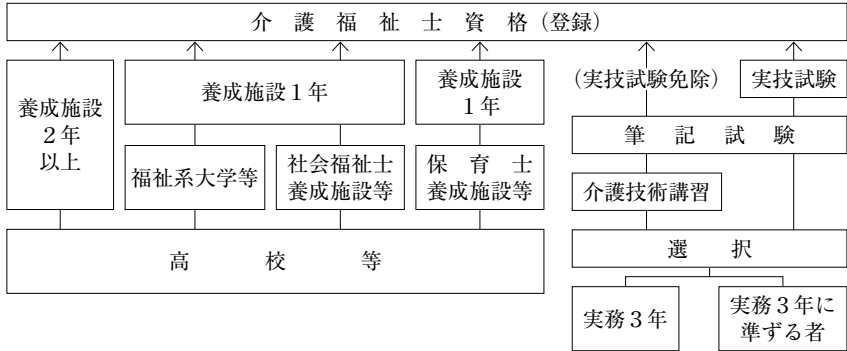 介護福祉士資格（登録）
養成施設
２年
以上
養成施設１年
養成施設
１年
（実技試験免除）
実技試験
筆記試験
福祉系大学等
社会福祉士
養成施設等
保育士
養成施設等
介護技術講習
選択
高校等
実務３年
実務３年に
準ずる者